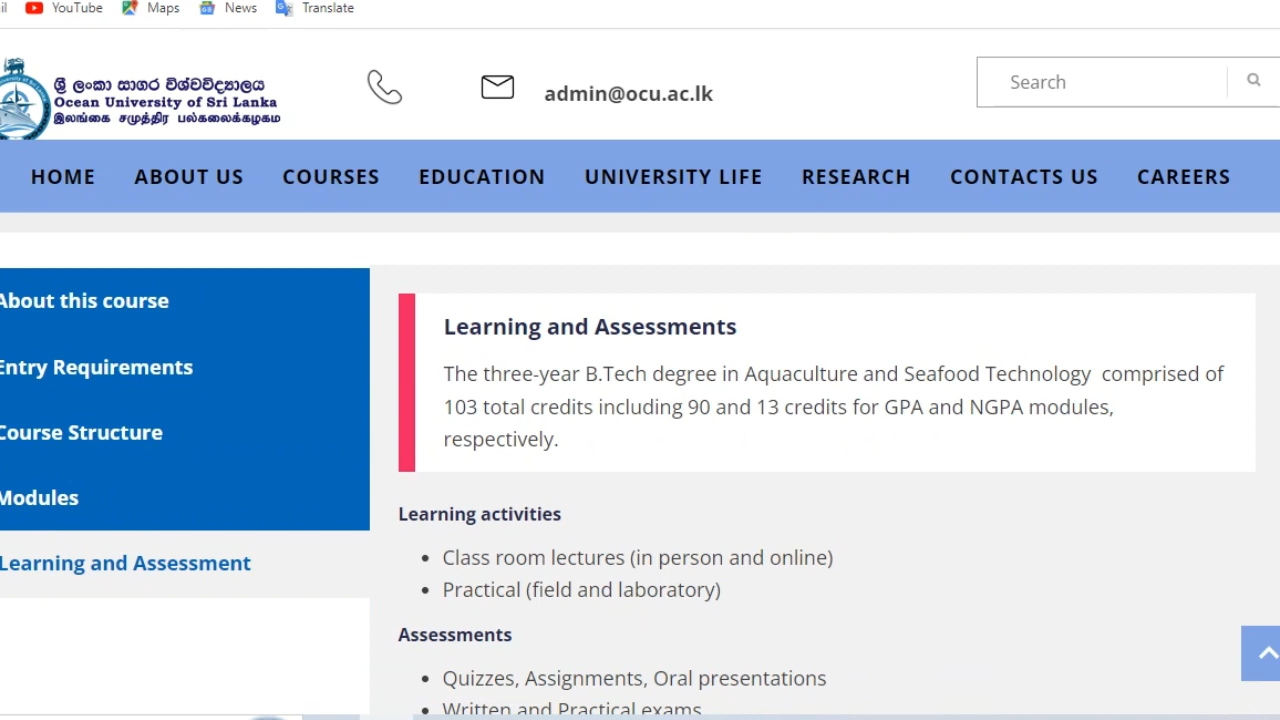 YouTube
Maps
News
Translate
ශ්‍රී ලංකා සාගර විශ්වවිද්‍යාලය
Ocean University of Sri Lanka
இலங்கை சமுத்திர பல்கலைக்கழகம்
admin@ocu.ac.lk
Search
HOME
ABOUT US
COURSES
EDUCATION
UNIVERSITY LIFE
RESEARCH
CONTACTS US
CAREERS
About this course
Entry Requirements
Course Structure
Modules
Learning and Assessment
Learning and Assessments
The three-year B.Tech degree in Aquaculture and Seafood Technology comprised of
103 total credits including 90 and 13 credits for GPA and NGPA modules,
respectively.
Learning activities
• Class room lectures (in person and online)
• Practical (field and laboratory)
Assessments
• Quizzes, Assignments, Oral presentations
• Written and Practical exams